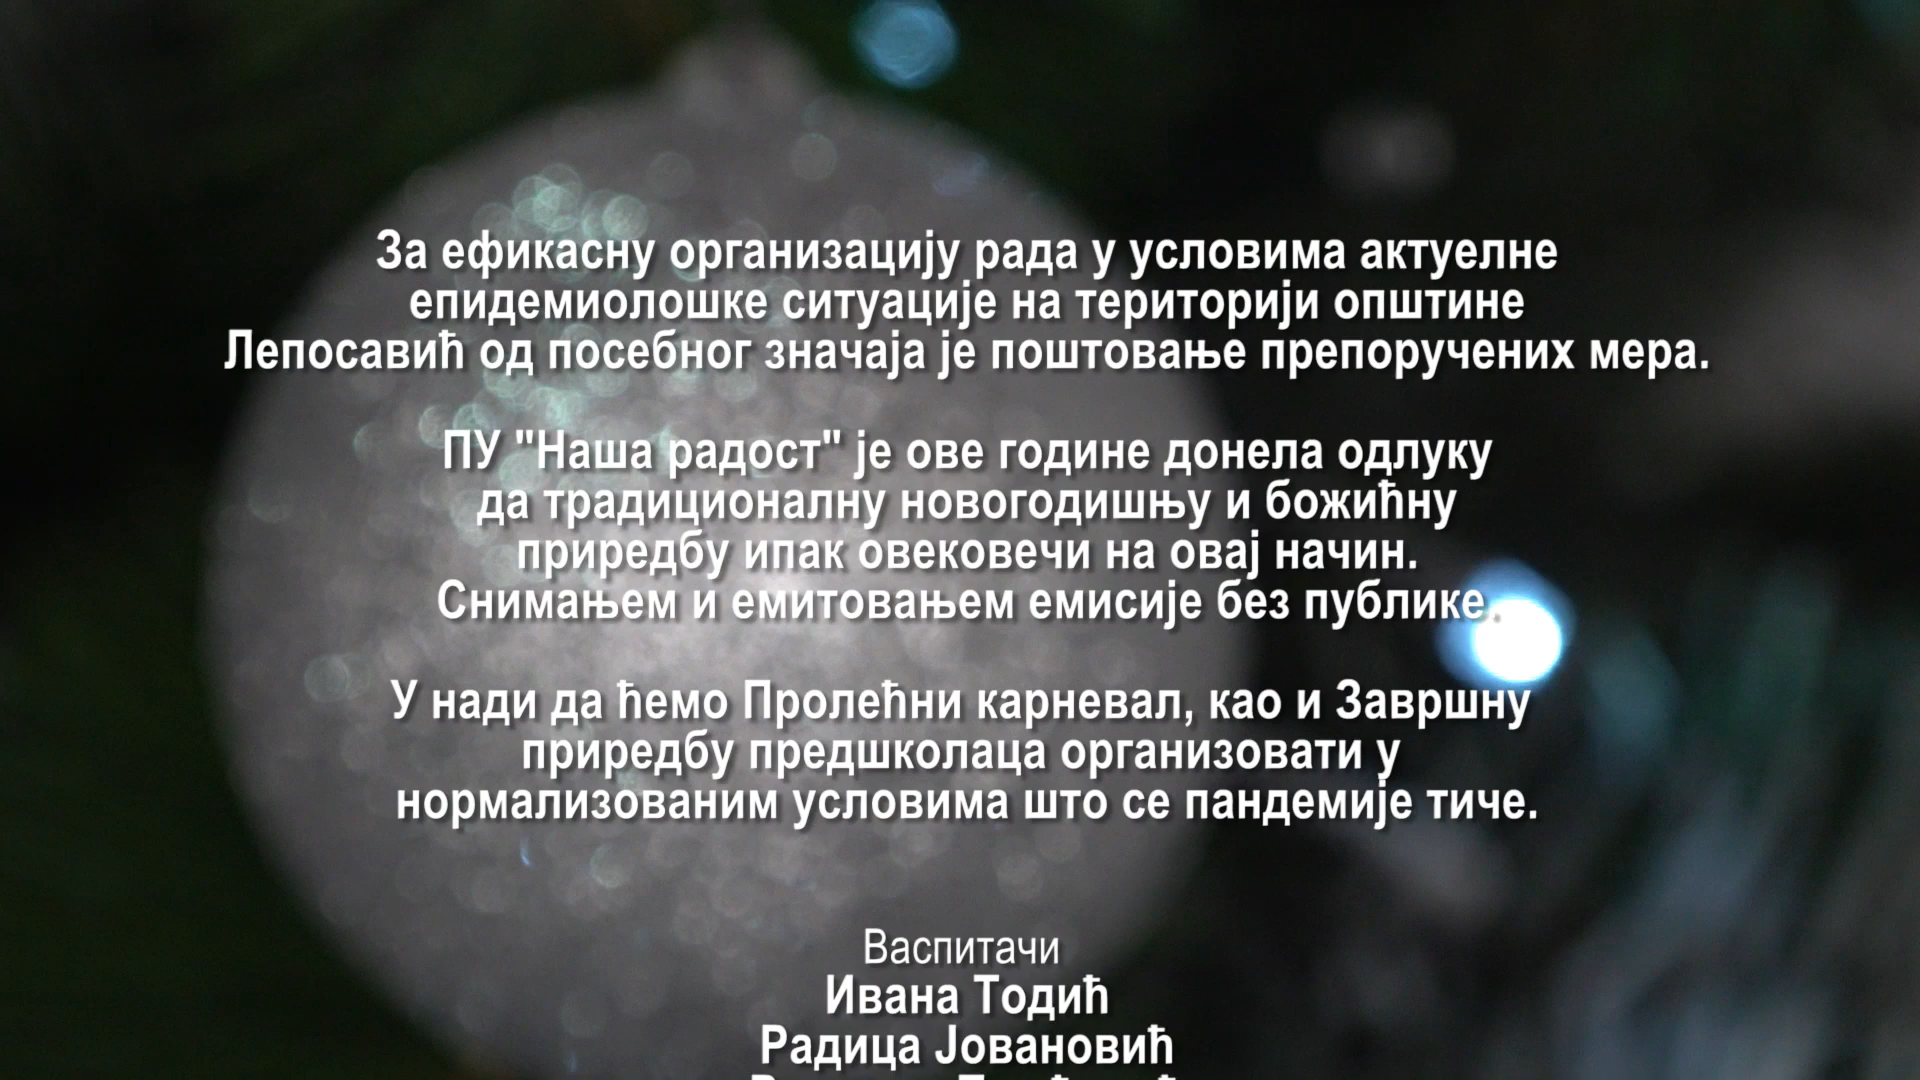 За ефикасну организацију рада у условима актуелне
епидемиолошке ситуације на територији општине
Лепосавић од посебног значаја је поштовање препоручених мера.
ПУ "Наша радост" је ове године донела одлуку
да традиционалну новогодишњу и божићну
приредбу ипак овековечи на овај начин.
Снимањем и емитовањем емисије без публике.
У нади да ћемо Пролећни карневал, као и Завршну
приредбу предшколаца организовати у
нормализованим условима што се пандемије тиче.
Васпитачи
Ивана Тодић
Радица Јовановић